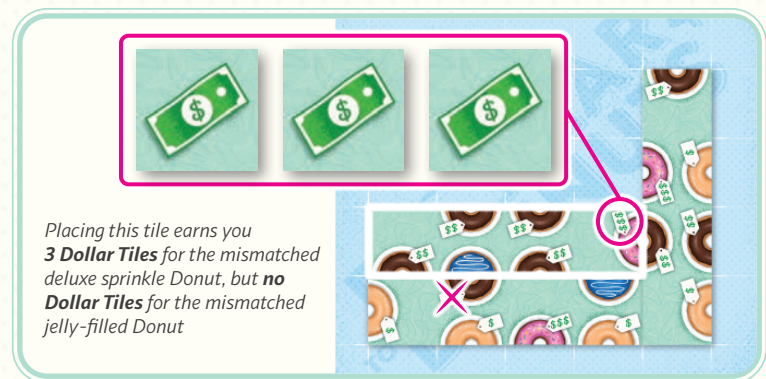 $ $ $
$$ $$$ $
$$ $$ $$$ $$
$$ $$
$ $ $$$ $ $
Placing this tile earns you
3 Dollar Tiles for the mismatched
deluxe sprinkle Donut, but no
Dollar Tiles for the mismatched
jelly-filled Donut